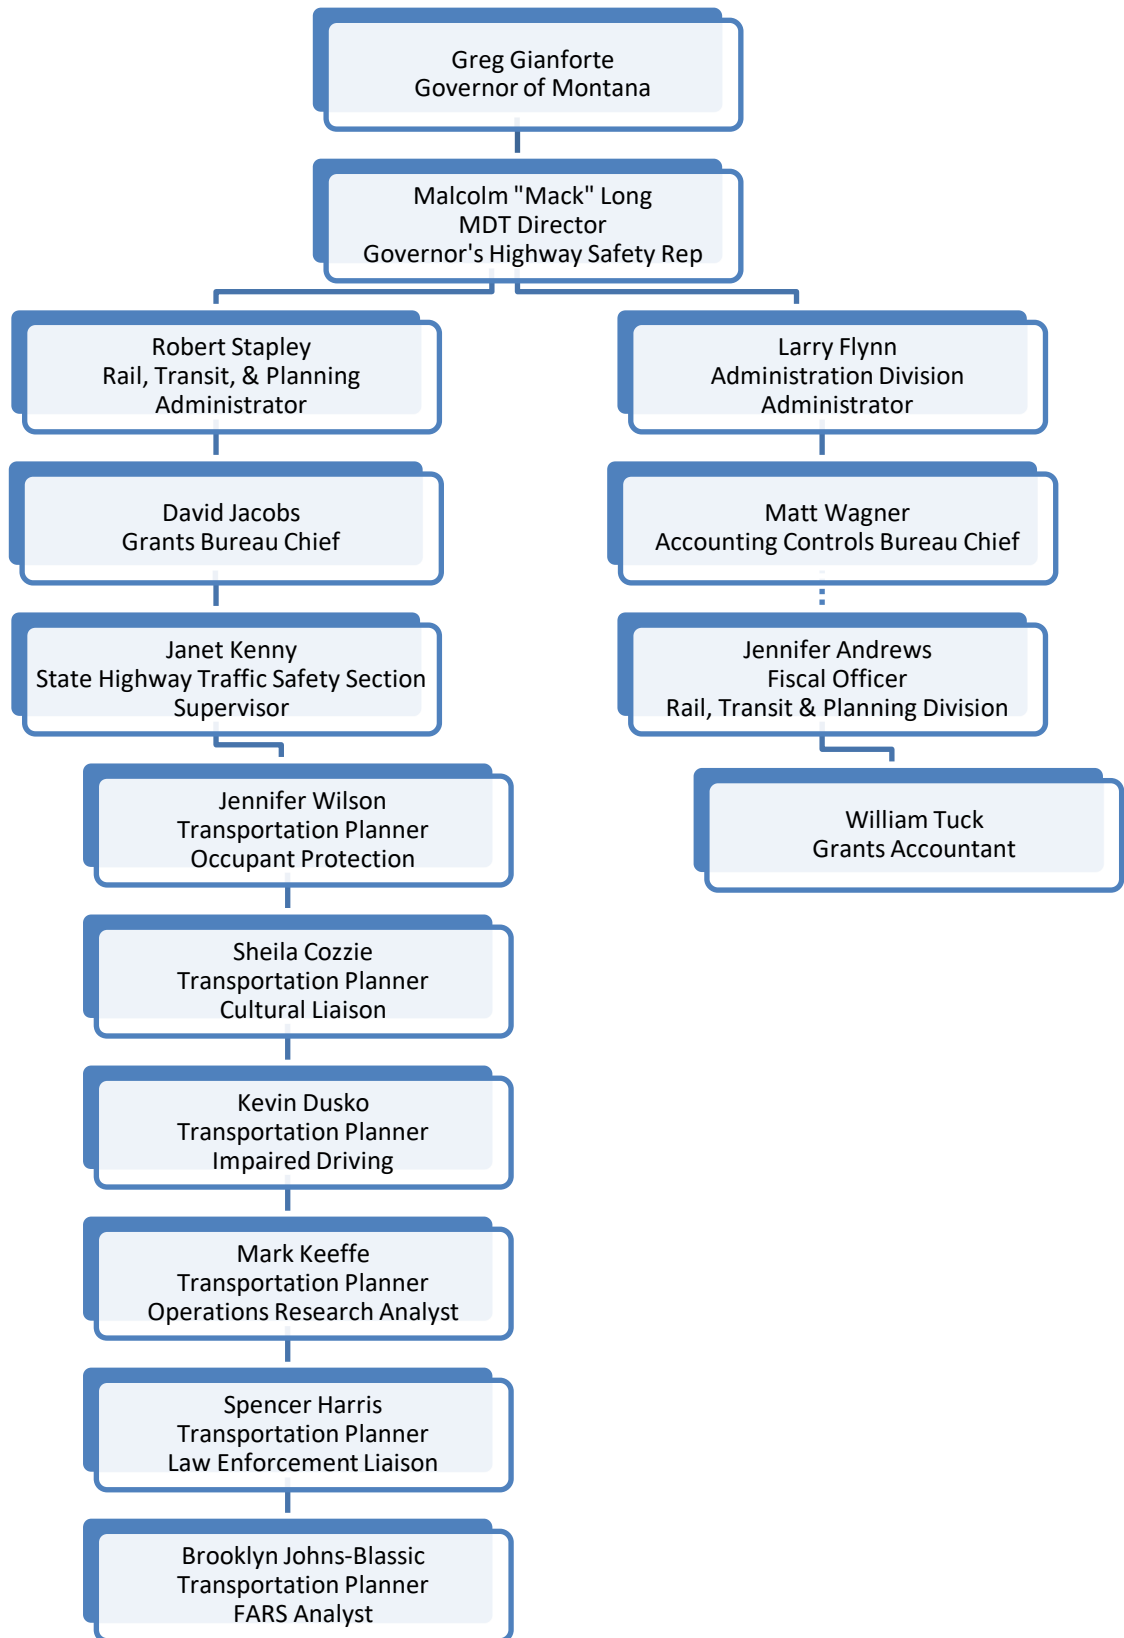 Greg Gianforte
Governor of Montana
Malcolm "Mack" Long
MDT Director
Governor's Highway Safety Rep
Robert Stapley
Rail, Transit, & Planning
Administrator
Larry Flynn
Administration Division
Administrator
David Jacobs
Grants Bureau Chief
Matt Wagner
Accounting Controls Bureau Chief
Janet Kenny
State Highway Traffic Safety Section
Supervisor
Jennifer Andrews
Fiscal Officer
Rail, Transit & Planning Division
Jennifer Wilson
Transportation Planner
Occupant Protection
William Tuck
Grants Accountant
Sheila Cozzie
Transportation Planner
Cultural Liaison
Kevin Dusko
Transportation Planner
Impaired Driving
Mark Keeffe
Transportation Planner
Operations Research Analyst
Spencer Harris
Transportation Planner
Law Enforcement Liaison
Brooklyn Johns-Blassic
Transportation Planner
FARS Analyst